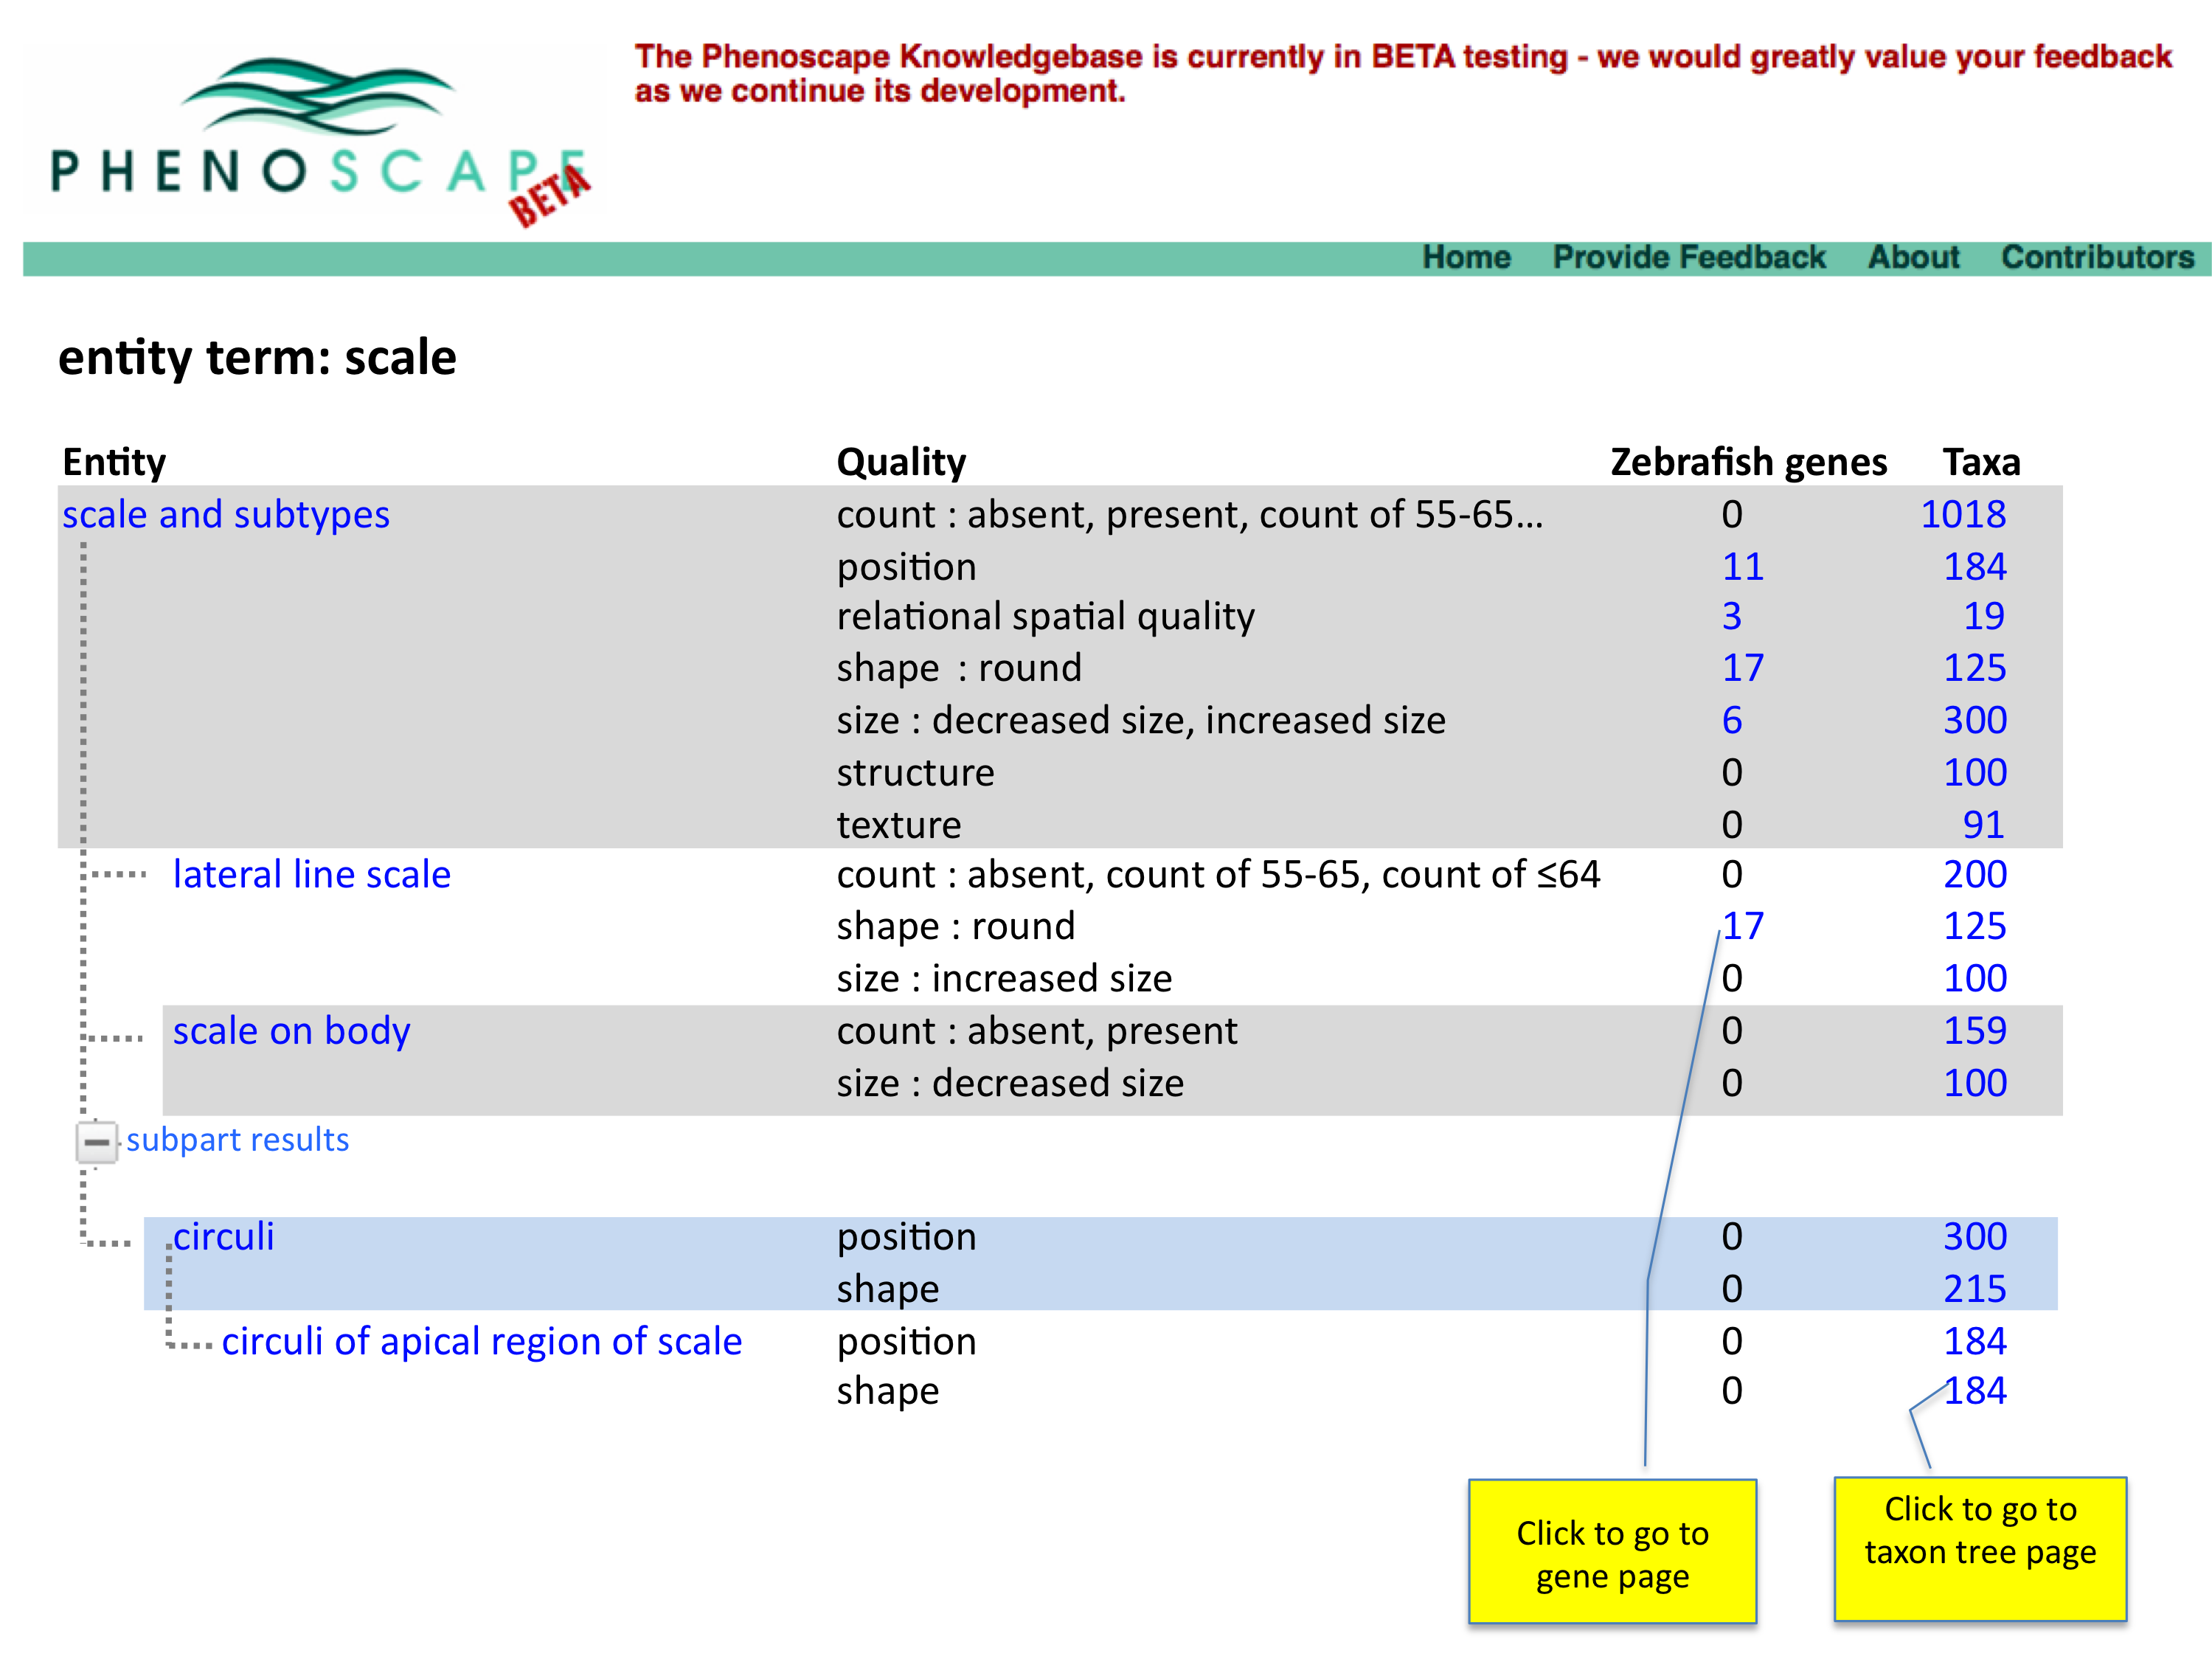 The Phenoscape Knowledgebase is currently in BETA testing - we would greatly value your feedback
as we continue its development.
PHENOSCAPE
BETA
Home Provide Feedback About Contributors
entity term: scale
Entity Quality Zebrafish genes Taxa
scale and subtypes count : absent, present, count of 55-65... 0 1018
position 11 184
relational spatial quality 3 19
shape : round 17 125
size : decreased size, increased size 6 300
structure 0 100
texture 0 91
lateral line scale count : absent, count of 55-65, count of ≤64 0 200
shape : round 17 125
size : increased size 0 100
scale on body count : absent, present 0 159
size : decreased size 0 100
subpart results
circuli position 0 300
shape 0 215
circuli of apical region of scale position 0 184
shape 0 184
Click to go to
gene page
Click to go to
taxon tree page